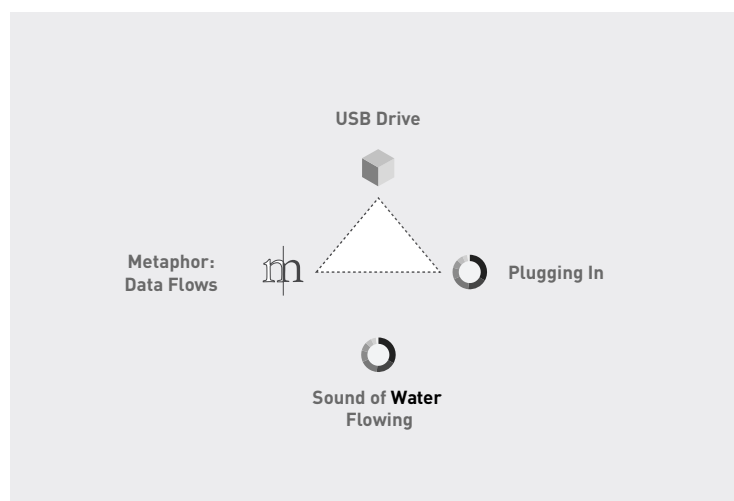 USB Drive
Metaphor:
Data Flows
m
Plugging In
Sound of Water
Flowing